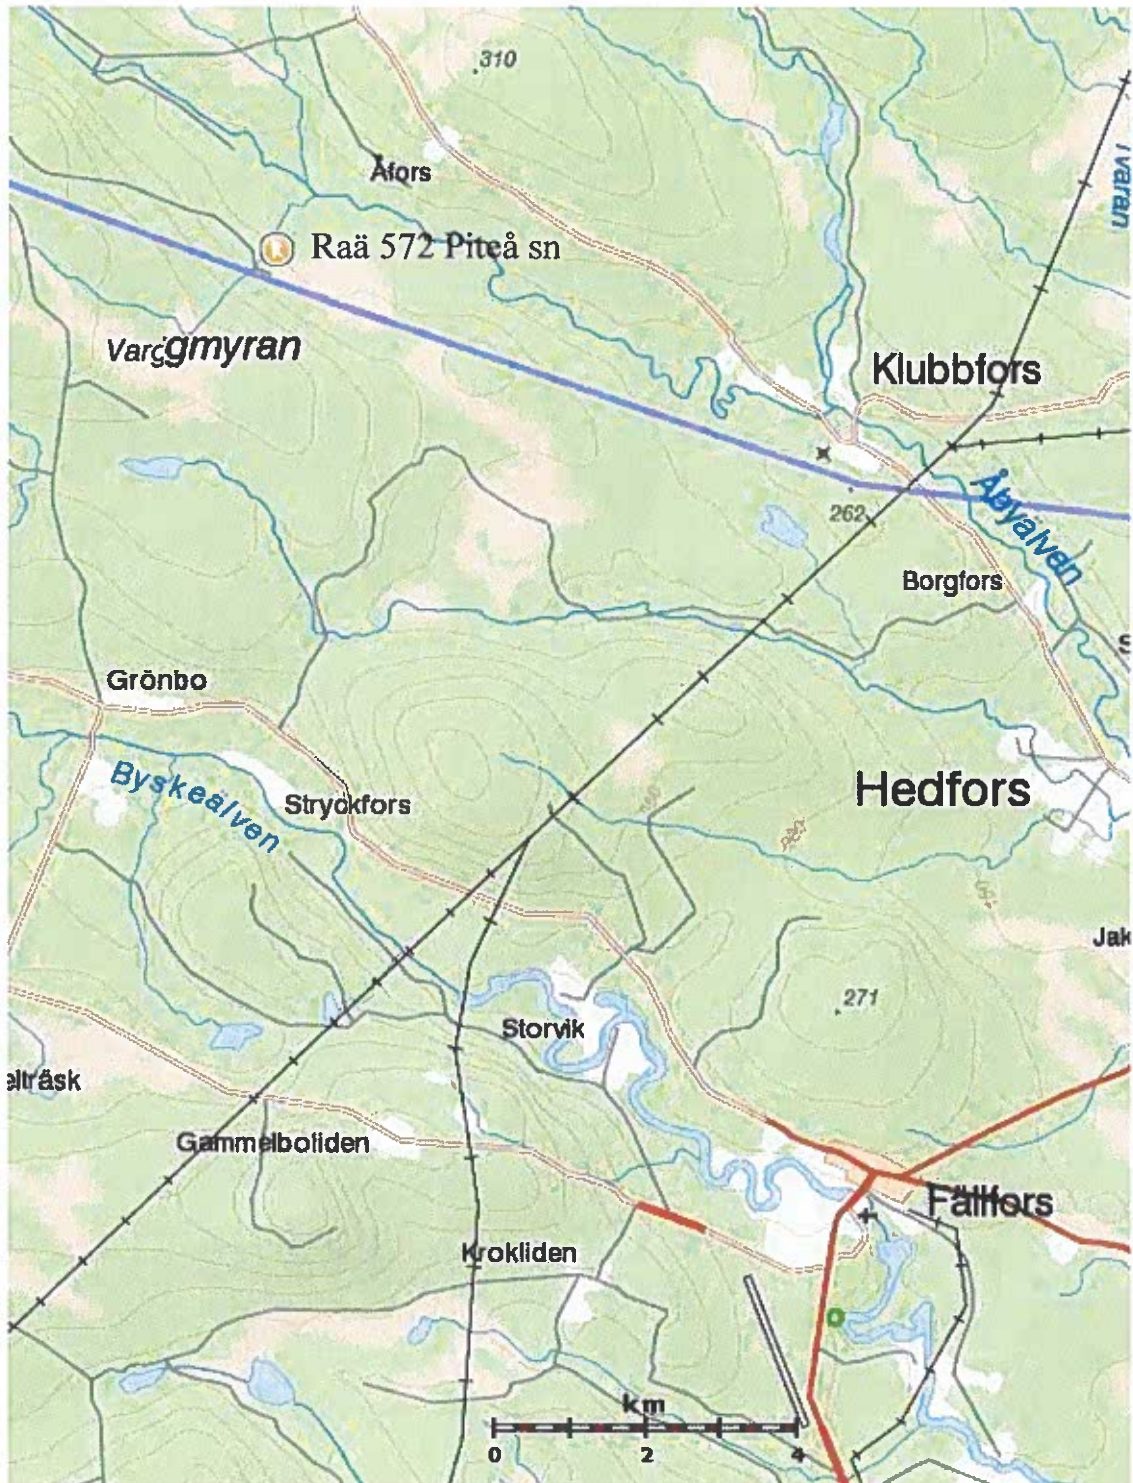 310
Åfors
Raä 572 Piteå sn
Varggmyran
Klubbfors
262
Åbyälven
Borgfors
Grönbo
Byskeälven
Stryckfors
Hedfors
Jak
271
Storvik
elträsk
Gammelboliden
Fällfors
Krokliden
km
0 2 4